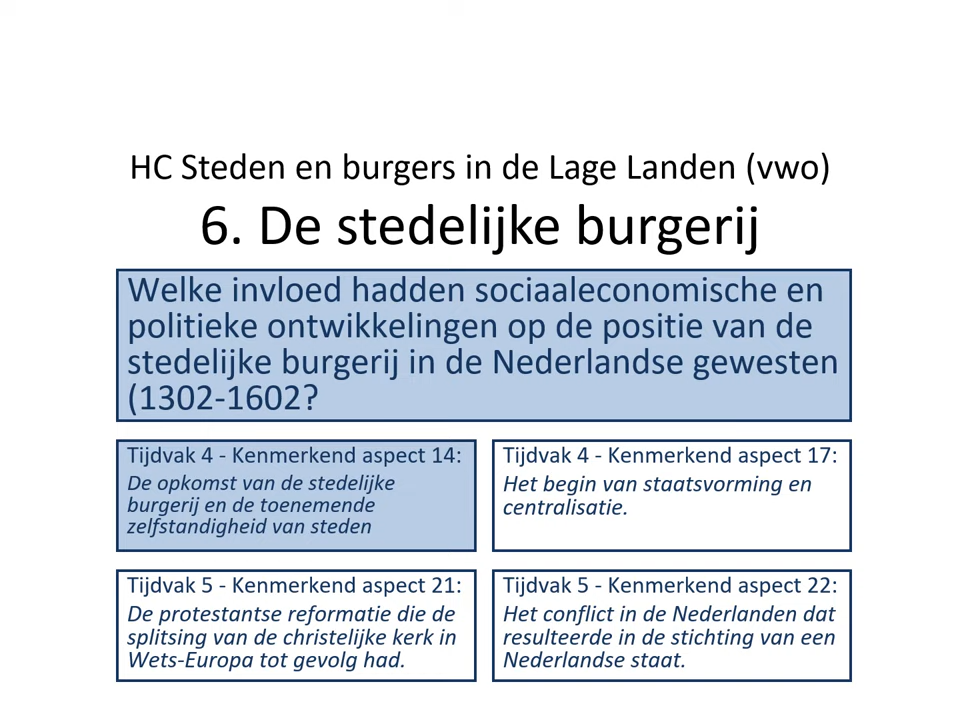 HC Steden en burgers in de Lage Landen (vwo)
6. De stedelijke burgerij
Welke invloed hadden sociaaleconomische en
politieke ontwikkelingen op de positie van de
stedelijke burgerij in de Nederlandse gewesten
(1302-1602?
Tijdvak 4 - Kenmerkend aspect 14:
De opkomst van de stedelijke
burgerij en de toenemende
zelfstandigheid van steden
Tijdvak 4 - Kenmerkend aspect 17:
Het begin van staatsvorming en
centralisatie.
Tijdvak 5 - Kenmerkend aspect 21:
De protestantse reformatie die de
splitsing van de christelijke kerk in
Wets-Europa tot gevolg had.
Tijdvak 5 - Kenmerkend aspect 22:
Het conflict in de Nederlanden dat
resulteerde in de stichting van een
Nederlandse staat.